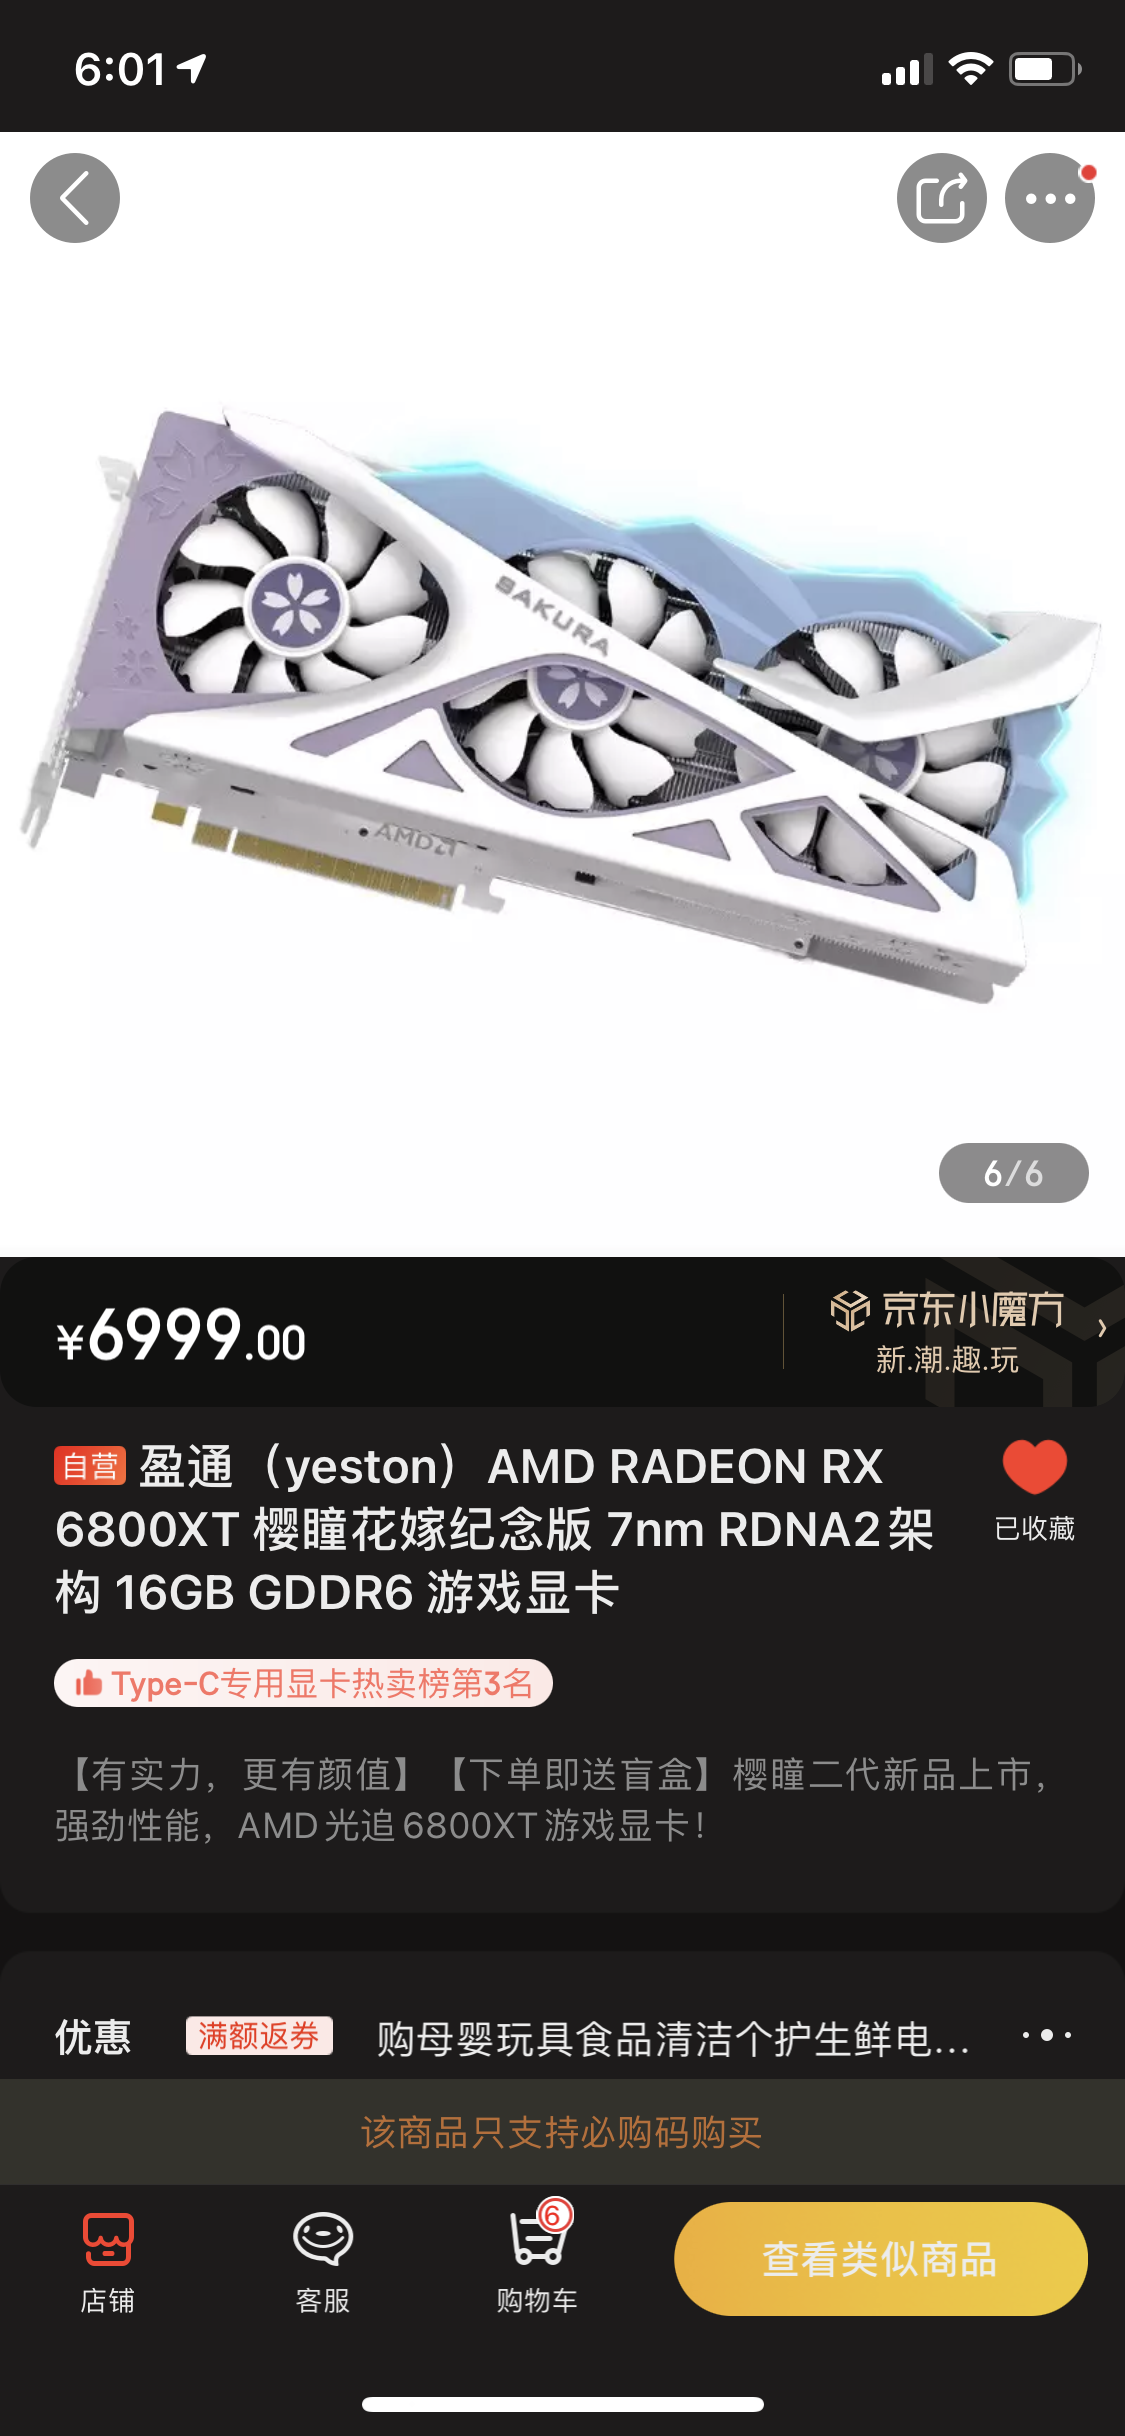 6:01
SAKURA
AMD
6/6
¥6999.00
京东小魔方
新.潮.趣.玩
自营 盈通（yeston）AMD RADEON RX
6800XT 樱瞳花嫁纪念版 7nm RDNA2架
构 16GB GDDR6 游戏显卡
已收藏
Type-C专用显卡热卖榜第3名
【有实力，更有颜值】【下单即送盲盒】樱瞳二代新品上市，
强劲性能，AMD光追6800XT游戏显卡！
优惠 满额返券 购母婴玩具食品清洁个护生鲜电...
该商品只支持必购码购买
6
店铺 客服 购物车 查看类似商品